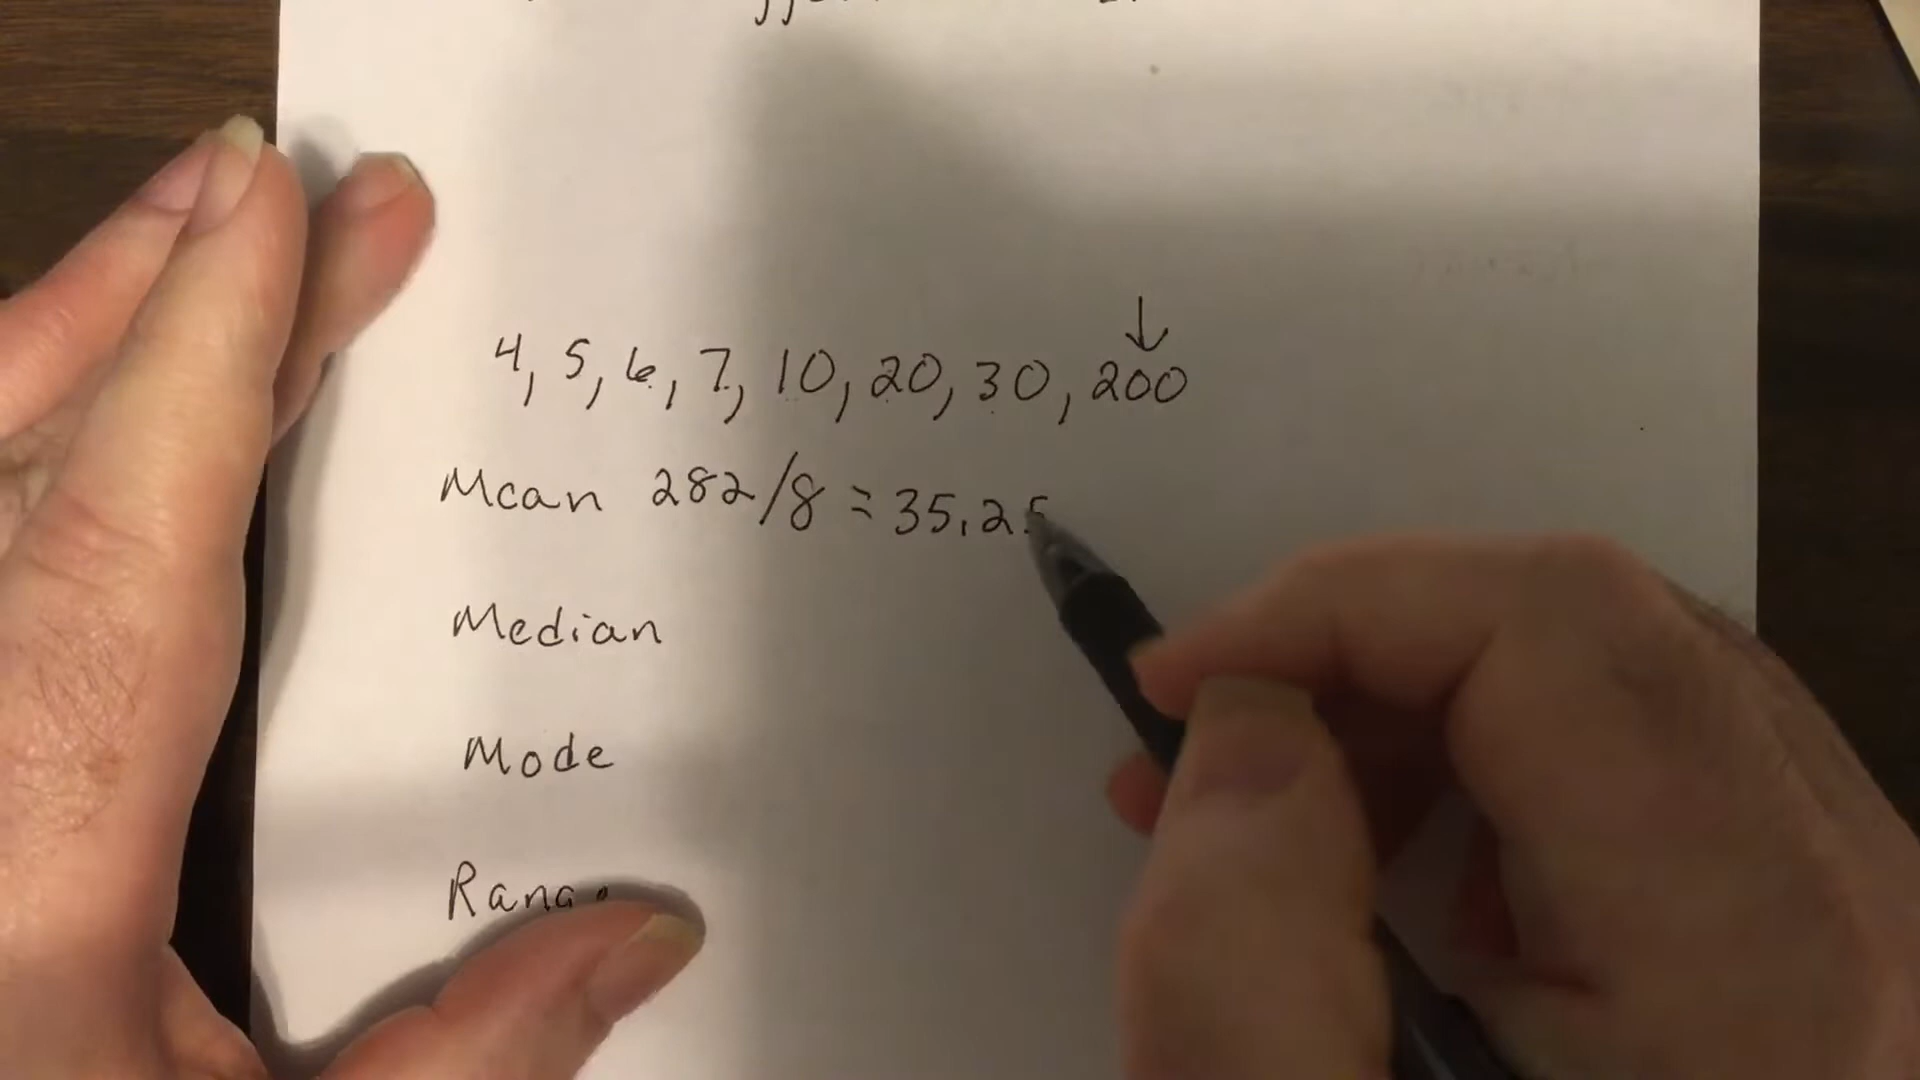 4, 5, 6, 7, 10, 20, 30, 200
Mean 282/8 = 35.25
Median
Mode